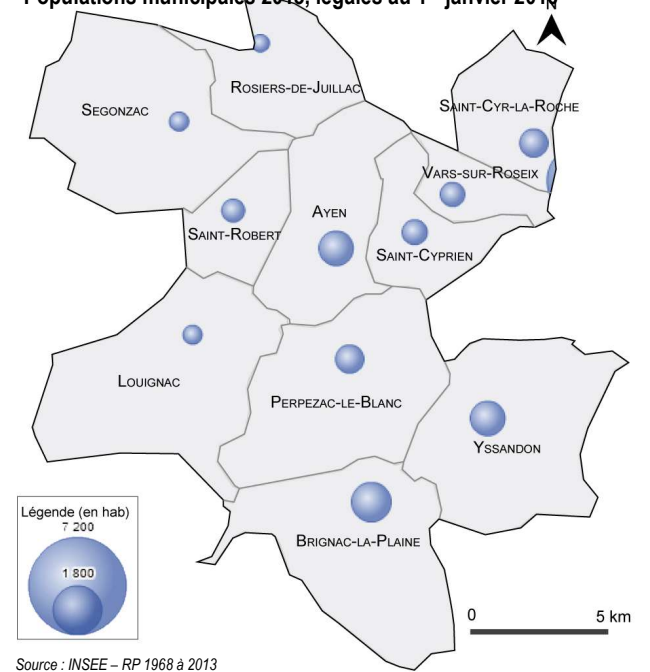 Populations municipales 2013, légales au 1er janvier 2016
N
ROSIERS-DE-JUILLAC
SEGONZAC
SAINT-CYR-LA-ROCHE
VARS-SUR-ROSEIX
AYEN
SAINT-ROBERT
SAINT-CYPRIEN
LOUIGNAC
PERPEZAC-LE-BLANC
YSSANDON
BRIGNAC-LA-PLAINE
Légende (en hab)
7 200
1 800
0 5 km
Source : INSEE – RP 1968 à 2013